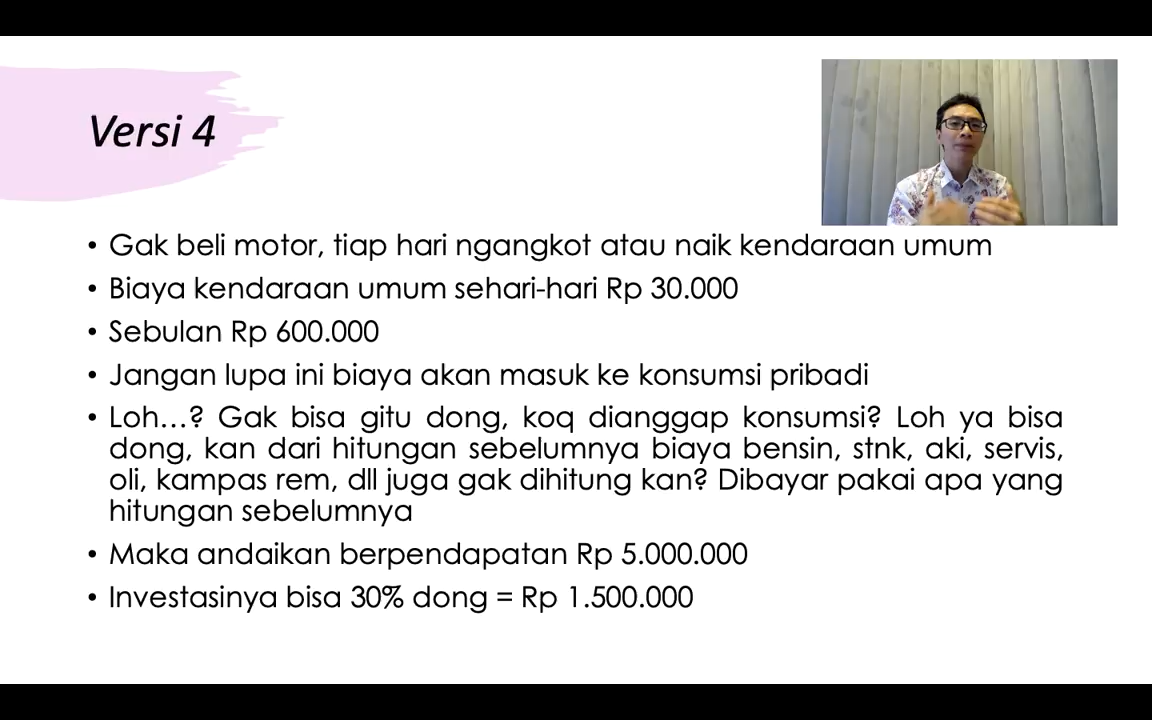 Versi 4
• Gak beli motor, tiap hari ngangkot atau naik kendaraan umum
• Biaya kendaraan umum sehari-hari Rp 30.000
• Sebulan Rp 600.000
• Jangan lupa ini biaya akan masuk ke konsumsi pribadi
• Loh...? Gak bisa gitu dong, koq dianggap konsumsi? Loh ya bisa
dong, kan dari hitungan sebelumnya biaya bensin, stnk, aki, servis,
oli, kampas rem, dll juga gak dihitung kan? Dibayar pakai apa yang
hitungan sebelumnya
• Maka andaikan berpendapatan Rp 5.000.000
• Investasinya bisa 30% dong = Rp 1.500.000